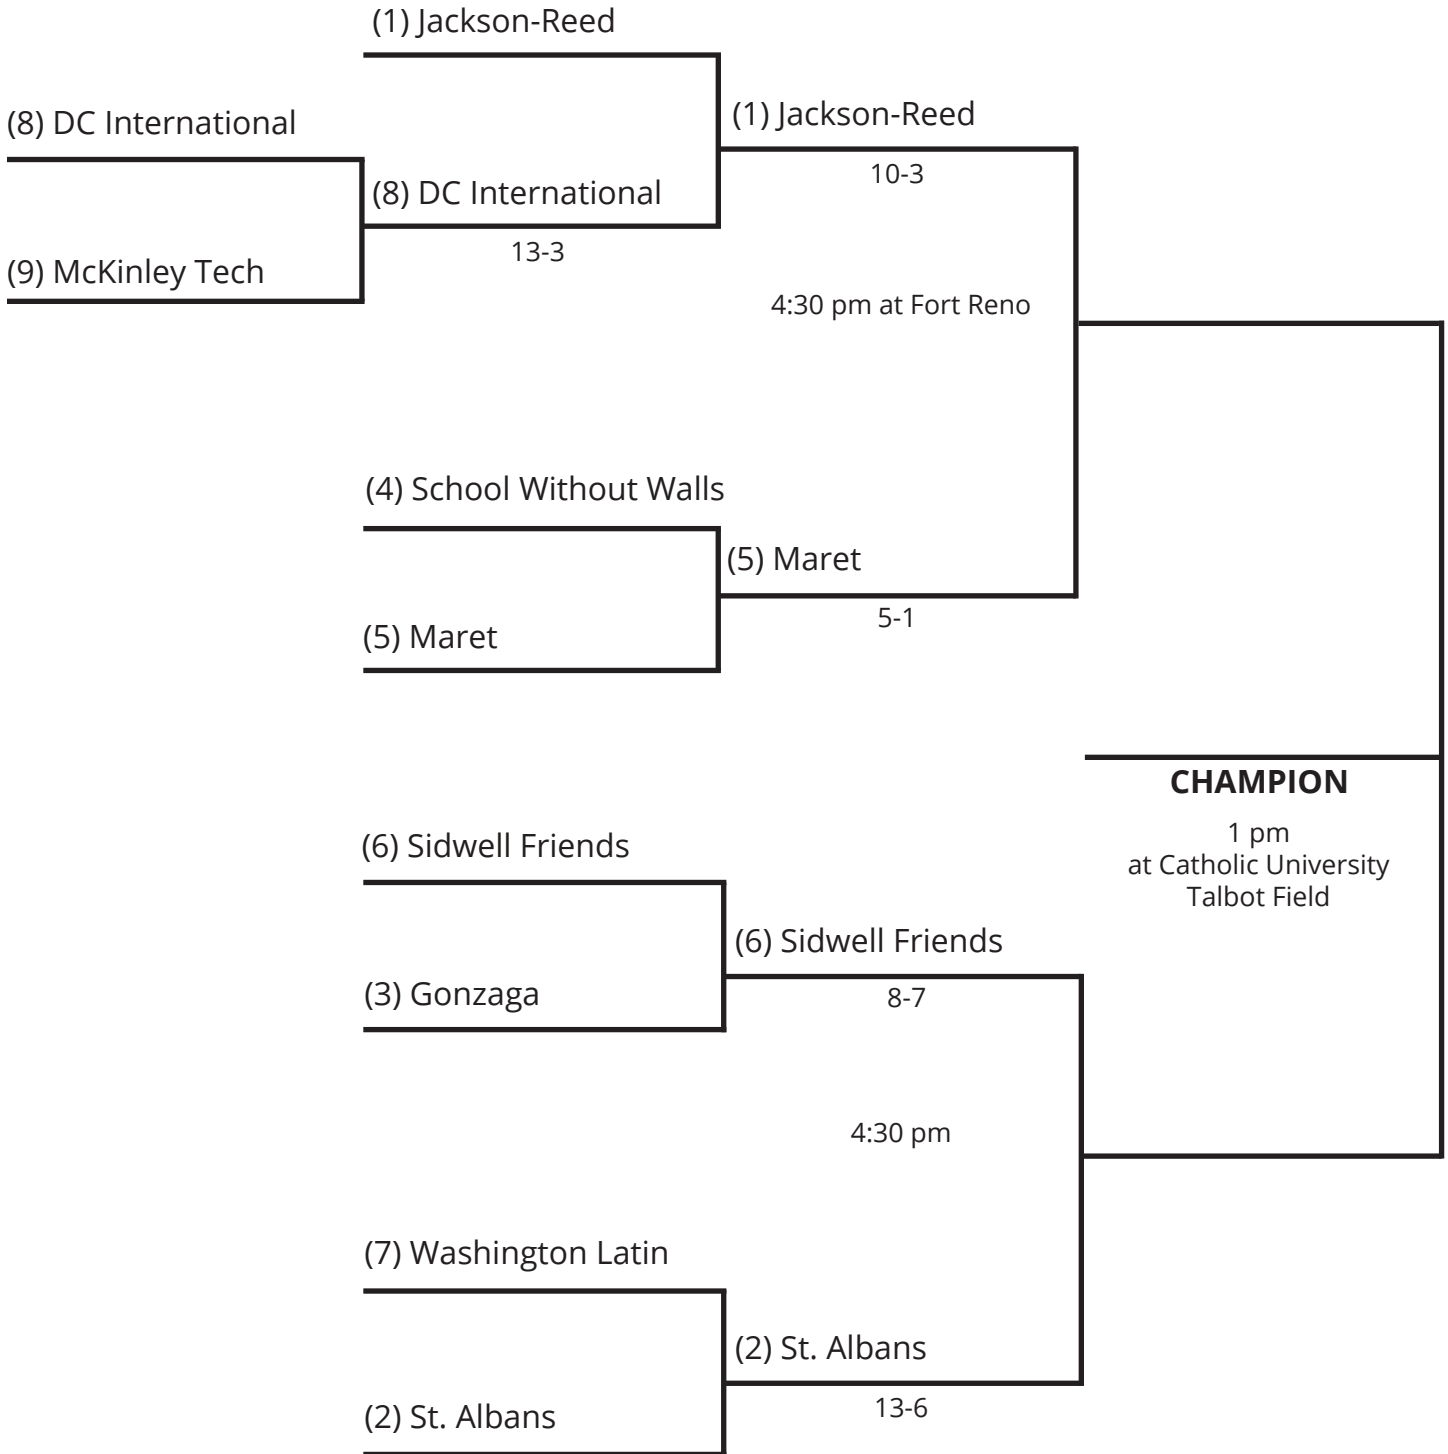 (1) Jackson-Reed
(8) DC International
(9) McKinley Tech
(8) DC International
13-3
(1) Jackson-Reed
10-3
4:30 pm at Fort Reno
(4) School Without Walls
(5) Maret
(5) Maret
5-1
CHAMPION
1 pm
at Catholic University
Talbot Field
(6) Sidwell Friends
(3) Gonzaga
(6) Sidwell Friends
8-7
4:30 pm
(7) Washington Latin
(2) St. Albans
(2) St. Albans
13-6